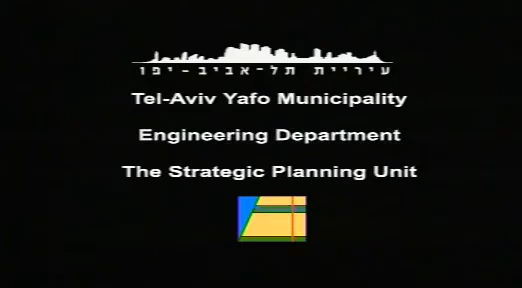 עיריית תל-אביב-יפו
Tel-Aviv Yafo Municipality
Engineering Department
The Strategic Planning Unit